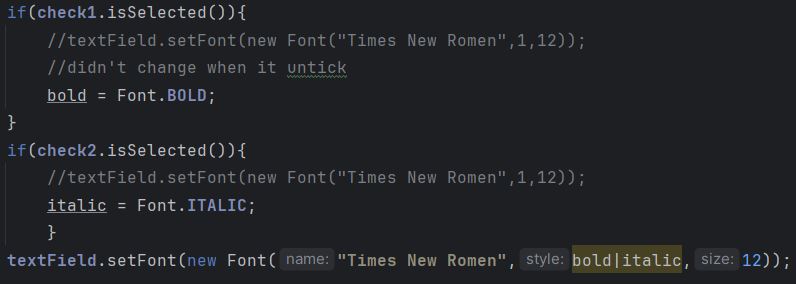 if(check1.isSelected()){
//textField.setFont(new Font("Times New Romen",1,12));
//didn't change when it untick
bold = Font.BOLD;
}
if(check2.isSelected()){
//textField.setFont(new Font("Times New Romen",1,12));
italic = Font.ITALIC;
}
textField.setFont(new Font( name: "Times New Romen", style: bold|italic, size: 12));